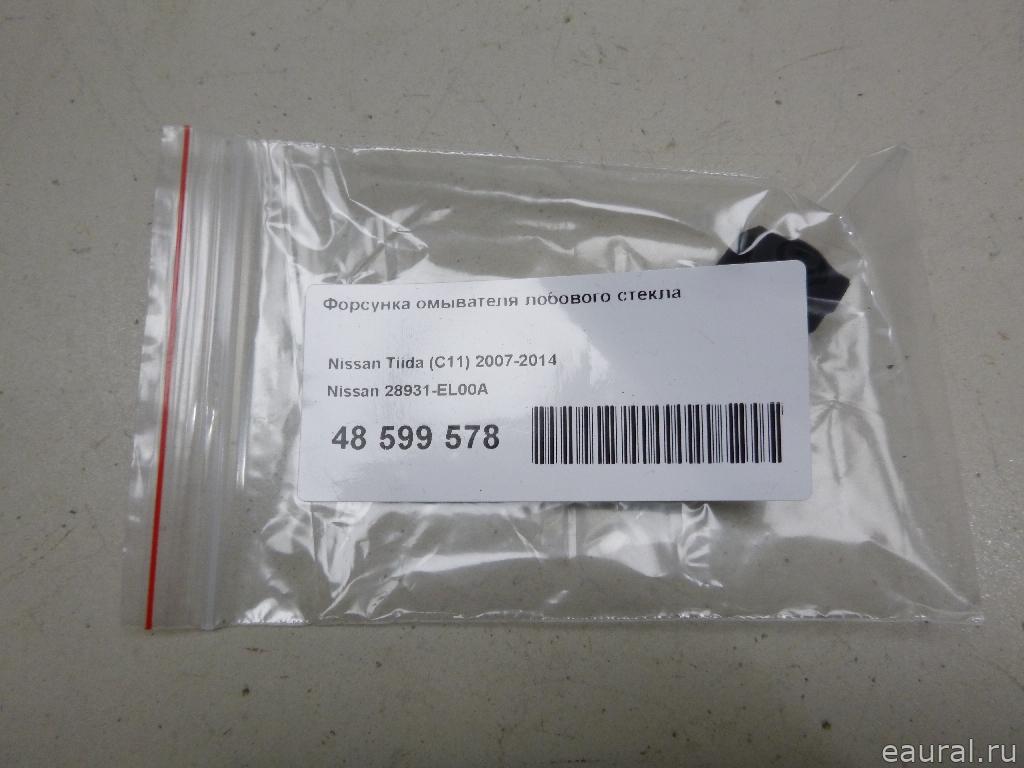 Форсунка омывателя лобового стекла
Nissan Tiida (C11) 2007-2014
Nissan 28931-EL00A
48 599 578
eaural.ru